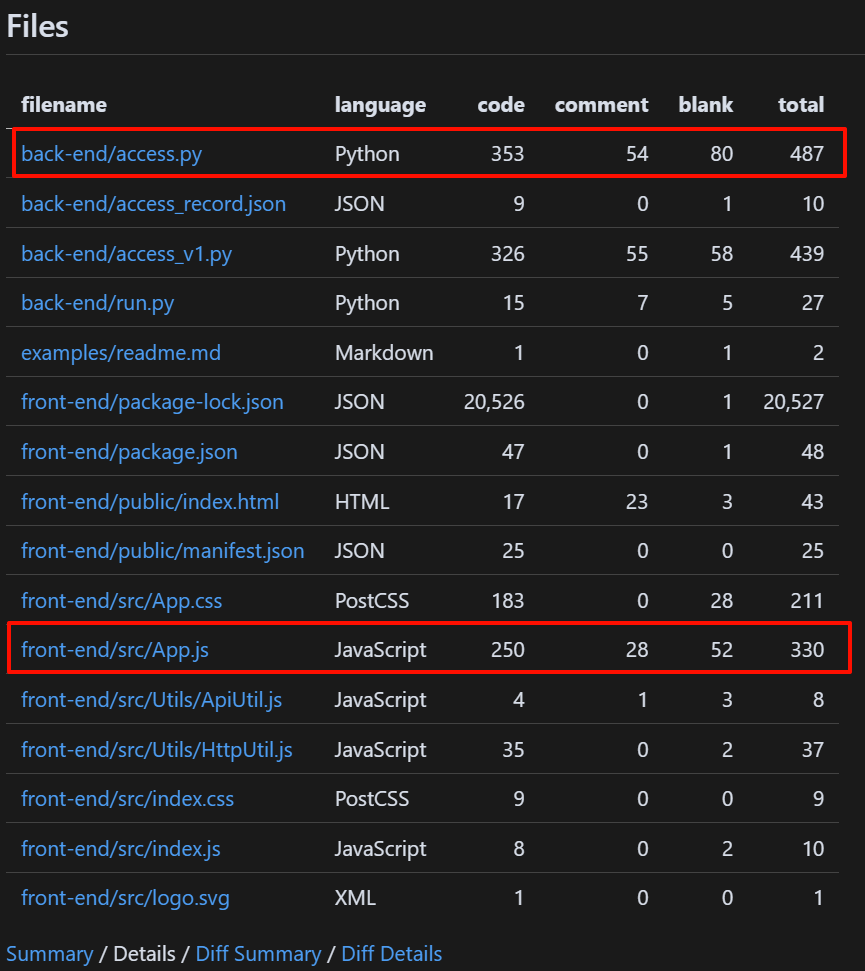 Files
filename language code comment blank total
back-end/access.py Python 353 54 80 487
back-end/access_record.json JSON 9 0 1 10
back-end/access_v1.py Python 326 55 58 439
back-end/run.py Python 15 7 5 27
examples/readme.md Markdown 1 0 1 2
front-end/package-lock.json JSON 20,526 0 1 20,527
front-end/package.json JSON 47 0 1 48
front-end/public/index.html HTML 17 23 3 43
front-end/public/manifest.json JSON 25 0 0 25
front-end/src/App.css PostCSS 183 0 28 211
front-end/src/App.js JavaScript 250 28 52 330
front-end/src/Utils/ApiUtil.js JavaScript 4 1 3 8
front-end/src/Utils/HttpUtil.js JavaScript 35 0 2 37
front-end/src/index.css PostCSS 9 0 0 9
front-end/src/index.js JavaScript 8 0 2 10
front-end/src/logo.svg XML 1 0 0 1
Summary / Details / Diff Summary / Diff Details